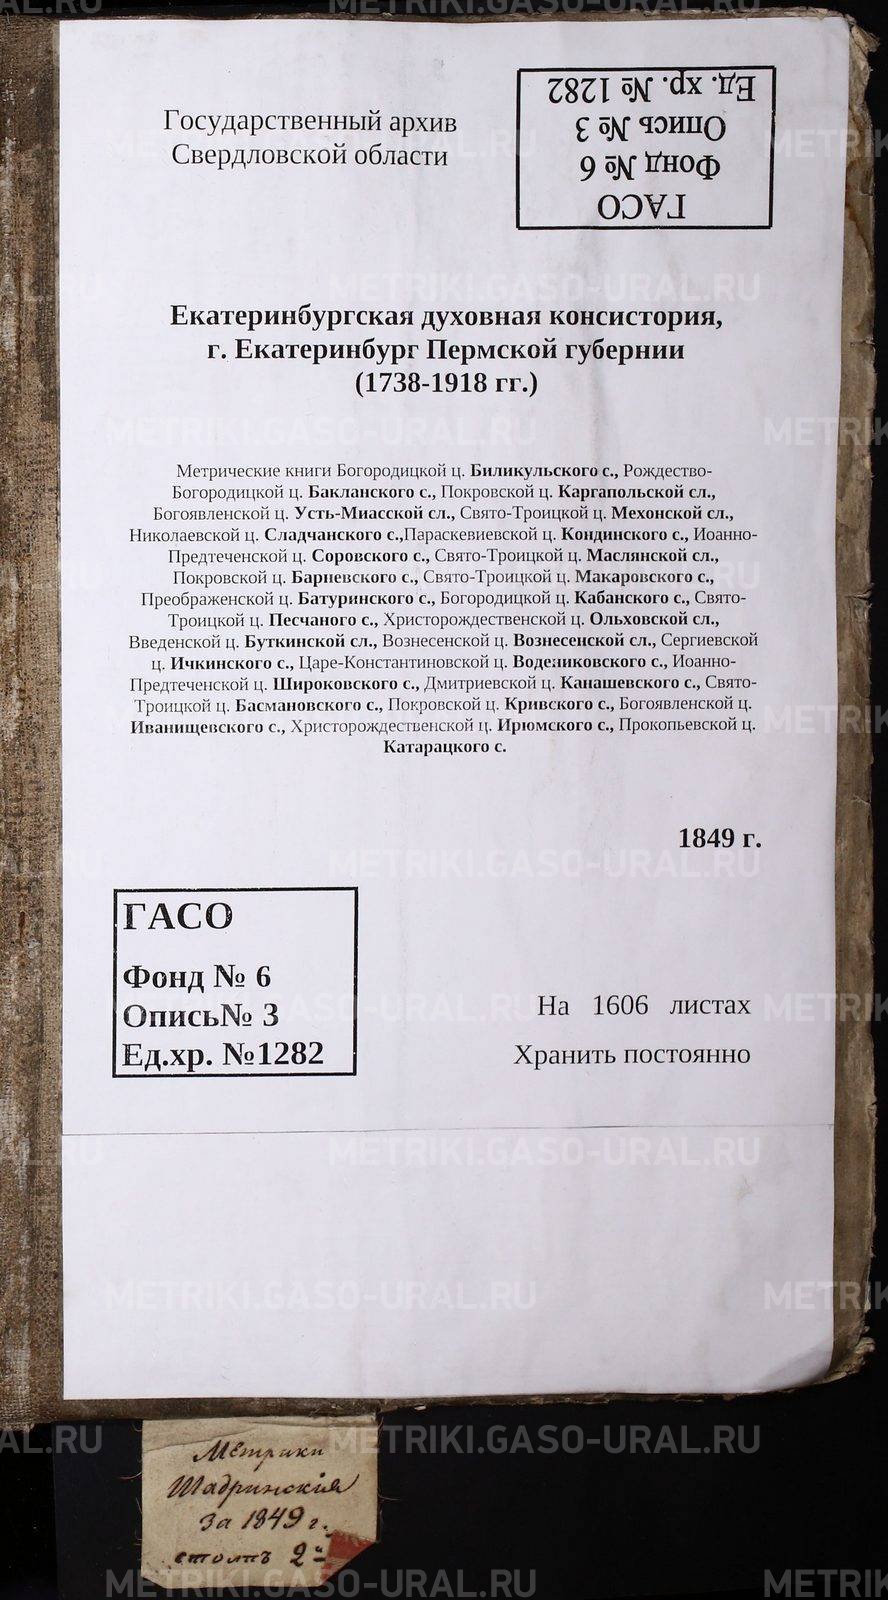 Государственный архив
Свердловской области
ГАСО
Фонд № 6
Опись № 3
Ед. хр. № 1282
Екатеринбургская духовная консистория,
г. Екатеринбург Пермской губернии
(1738-1918 гг.)
Метрические книги Богородицкой ц. Биликульского с., Рождество-
Богородицкой ц. Бакланского с., Покровской ц. Каргапольской сл.,
Богоявленской ц. Усть-Миасской сл., Свято-Троицкой ц. Мехонской сл.,
Николаевской ц. Сладчанского с.,Параскевиевской ц. Кондинского с., Иоанно-
Предтеченской ц. Соровского с., Свято-Троицкой ц. Маслянской сл.,
Покровской ц. Барневского с., Свято-Троицкой ц. Макаровского с.,
Преображенской ц. Батуринского с., Богородицкой ц. Кабанского с., Свято-
Троицкой ц. Песчаного с., Христорождественской ц. Ольховской сл.,
Введенской ц. Буткинской сл., Вознесенской ц. Вознесенской сл., Сергиевской
ц. Ичкинского с., Царе-Константиновской ц. Водениковского с., Иоанно-
Предтеченской ц. Широковского с., Дмитриевской ц. Канашевского с., Свято-
Троицкой ц. Басмановского с., Покровской ц. Кривского с., Богоявленской ц.
Иванищевского с., Христорождественской ц. Ирюмского с., Прокопьевской ц.
Катарацкого с.
1849 г.
ГАСО
Фонд № 6
Опись№ 3
Ед.хр. №1282
На 1606 листах
Хранить постоянно
Метрики
Шадринскія
За 1849 г.
столпъ 2й
METRIKI.GASO-URAL.RU